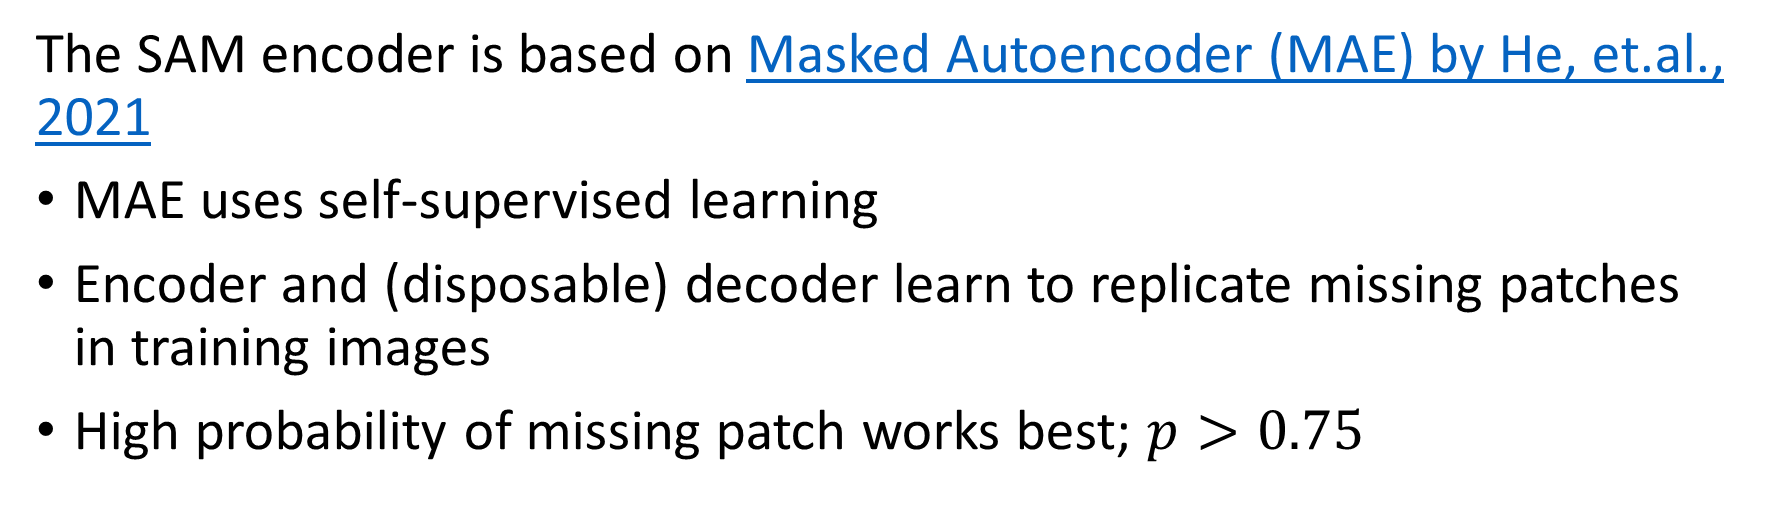 The SAM encoder is based on Masked Autoencoder (MAE) by He, et.al.,
2021
• MAE uses self-supervised learning
• Encoder and (disposable) decoder learn to replicate missing patches
in training images
• High probability of missing patch works best; 𝑝 > 0.75